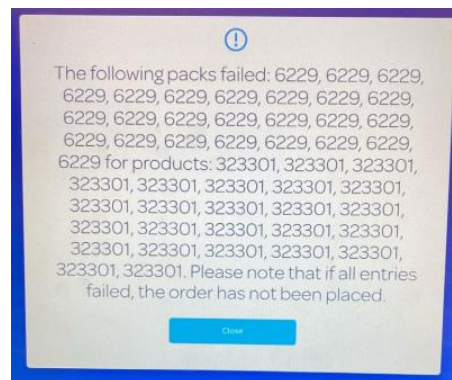 The following packs failed: 6229, 6229, 6229,
6229, 6229, 6229, 6229, 6229, 6229, 6229,
6229, 6229, 6229, 6229, 6229, 6229, 6229,
6229, 6229, 6229, 6229, 6229, 6229, 6229,
6229 for products: 323301, 323301, 323301,
323301, 323301, 323301, 323301, 323301,
323301, 323301, 323301, 323301, 323301,
323301, 323301, 323301, 323301, 323301,
323301, 323301, 323301, 323301, 323301,
323301, 323301. Please note that if all entries
failed, the order has not been placed.
Close